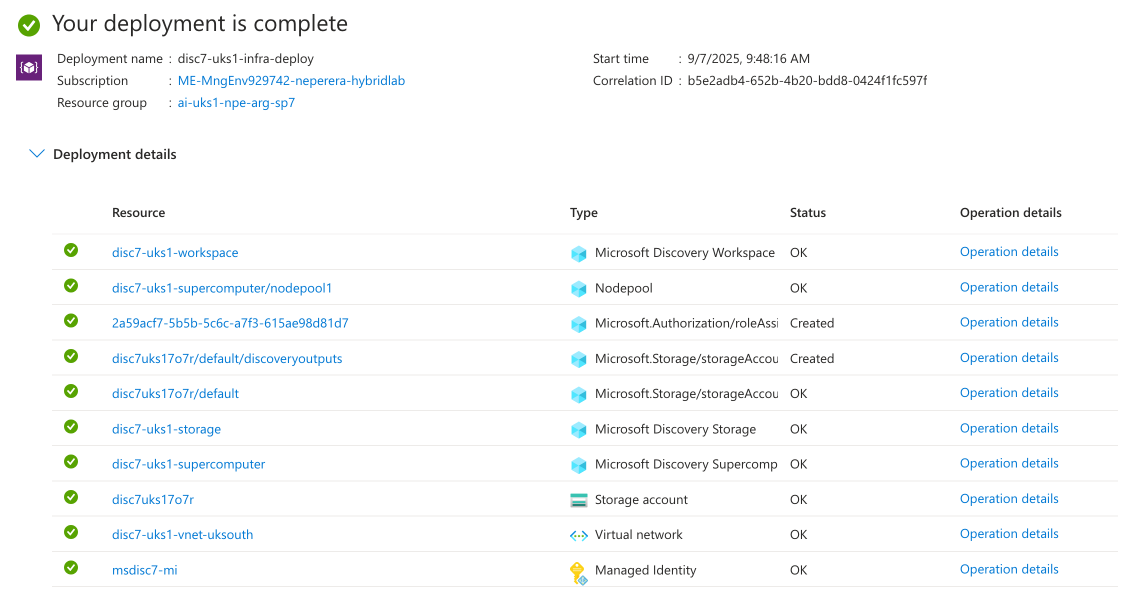 Your deployment is complete
Deployment name : disc7-uks1-infra-deploy
Subscription : ME-MngEnv929742-neperera-hybridlab
Resource group : ai-uks1-npe-arg-sp7
Start time : 9/7/2025, 9:48:16 AM
Correlation ID : b5e2adb4-652b-4b20-bdd8-0424f1fc597f
Deployment details
Resource Type Status Operation details
disc7-uks1-workspace Microsoft Discovery Workspace OK Operation details
disc7-uks1-supercomputer/nodepool1 Nodepool OK Operation details
2a59acf7-5b5b-5c6c-a7f3-615ae98d81d7 Microsoft.Authorization/roleAssi Created Operation details
disc7uks17o7r/default/discoveryoutputs Microsoft.Storage/storageAccou Created Operation details
disc7uks17o7r/default Microsoft.Storage/storageAccou OK Operation details
disc7-uks1-storage Microsoft Discovery Storage OK Operation details
disc7-uks1-supercomputer Microsoft Discovery Supercomp OK Operation details
disc7uks17o7r Storage account OK Operation details
disc7-uks1-vnet-uksouth Virtual network OK Operation details
msdisc7-mi Managed Identity OK Operation details